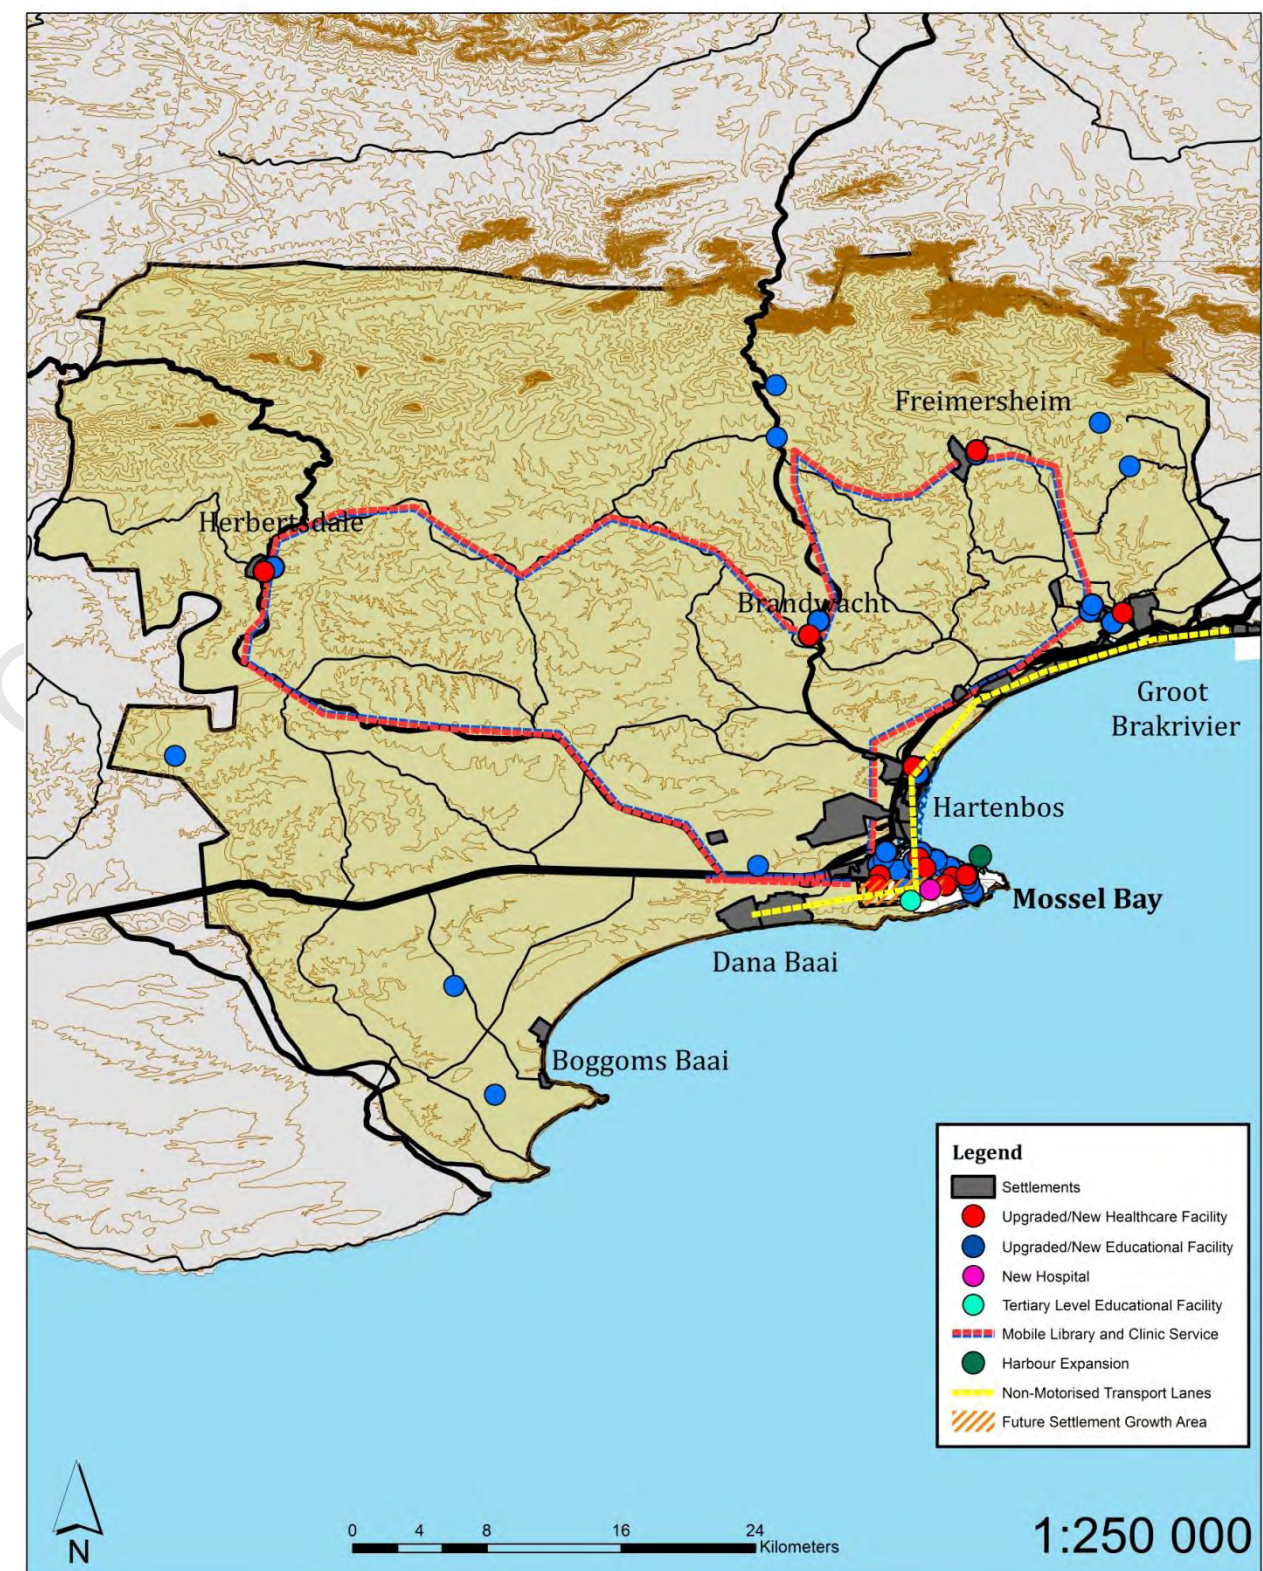 Freimersheim
Herbertsdale
Brandwacht
Groot
Brakrivier
Hartenbos
Mossel Bay
Dana Baai
Boggoms Baai
Legend
Settlements
Upgraded/New Healthcare Facility
Upgraded/New Educational Facility
New Hospital
Tertiary Level Educational Facility
Mobile Library and Clinic Service
Harbour Expansion
Non-Motorised Transport Lanes
Future Settlement Growth Area
N
0 4 8 16 24
Kilometers
1:250 000